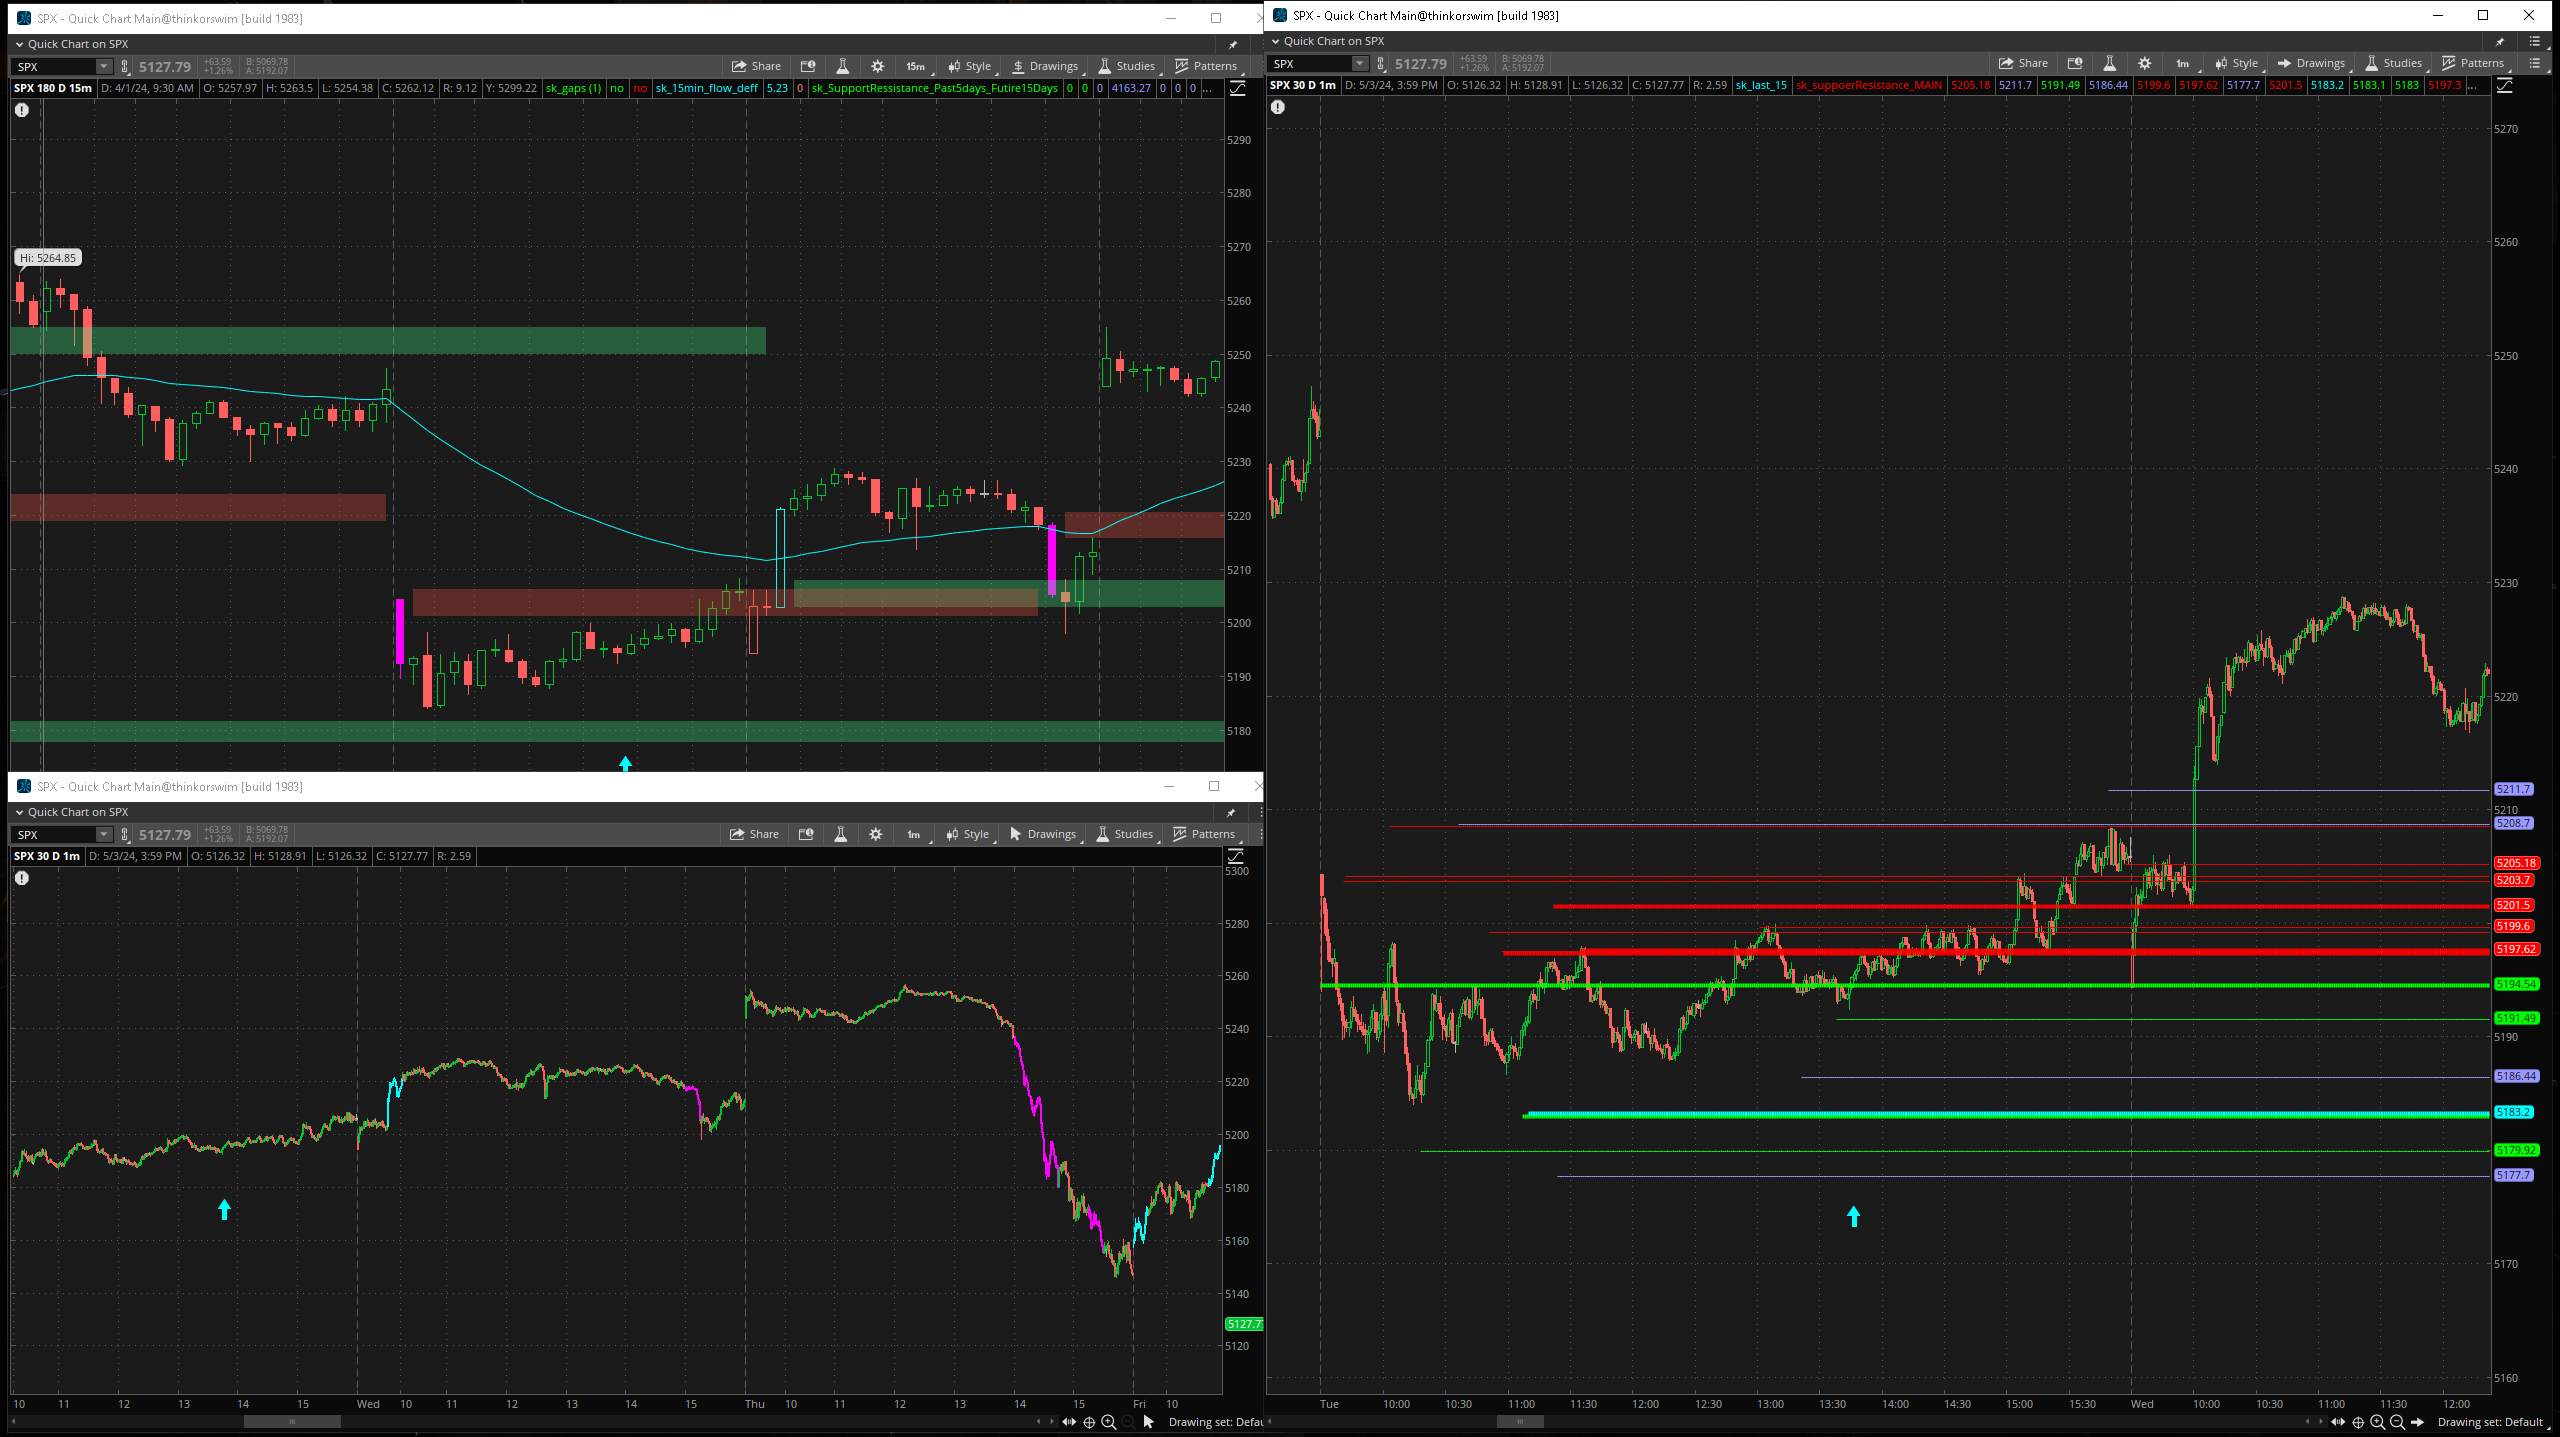 SPX - Quick Chart Main@thinkorswim [build 1983]
Quick Chart on SPX
SPX 5127.79 +63.59 +1.26% B: 5069.78 A: 5192.07 Share 15m Style Drawings Studies Patterns
SPX 180 D 15m D: 4/1/24, 9:30 AM O: 5257.97 H: 5263.5 L: 5254.38 C: 5262.12 R: 9.12 Y: 5299.22 sk_gaps (1) no no sk_15min_flow_deff 5.23 0 sk_SupportRessistance_Past5days_Futire15Days 0 0 0 4163.27 0 0 0 ...
Hi: 5264.85
5290
5280
5270
5260
5250
5240
5230
5220
5210
5200
5190
5180
SPX - Quick Chart Main@thinkorswim [build 1983]
Quick Chart on SPX
SPX 5127.79 +63.59 +1.26% B: 5069.78 A: 5192.07 Share 1m Style Drawings Studies Patterns
SPX 30 D 1m D: 5/3/24, 3:59 PM O: 5126.32 H: 5128.91 L: 5126.32 C: 5127.77 R: 2.59
5300
5280
5260
5240
5220
5200
5180
5160
5140
5127.7
5120
10 11 12 13 14 15 Wed 10 11 12 13 14 15 Thu 10 11 12 13 14 15 Fri 10
Drawing set: Defau
SPX - Quick Chart Main@thinkorswim [build 1983]
Quick Chart on SPX
SPX 5127.79 +63.59 +1.26% B: 5069.78 A: 5192.07 Share 1m Style Drawings Studies Patterns
SPX 30 D 1m D: 5/3/24, 3:59 PM O: 5126.32 H: 5128.91 L: 5126.32 C: 5127.77 R: 2.59 sk_last_15 sk_suppoerResistance_MAIN 5205.18 5211.7 5191.49 5186.44 5199.6 5197.62 5177.7 5201.5 5183.2 5183.1 5183 5197.3 ...
5270
5260
5250
5240
5230
5220
5211.7
5210
5208.7
5205.18
5203.7
5201.5
5199.6
5197.62
5194.54
5191.49
5190
5186.44
5183.2
5179.92
5177.7
5170
5160
Tue 10:00 10:30 11:00 11:30 12:00 12:30 13:00 13:30 14:00 14:30 15:00 15:30 Wed 10:00 10:30 11:00 11:30 12:00
Drawing set: Default